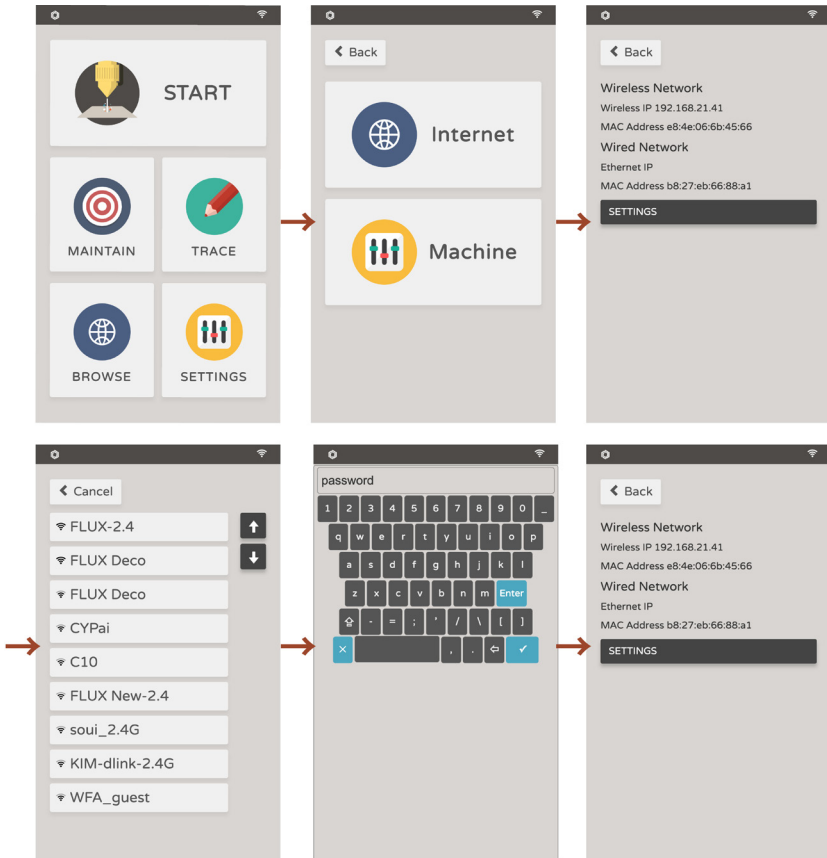 START
MAINTAIN
TRACE
BROWSE
SETTINGS
Back
Internet
Machine
Back
Wireless Network
Wireless IP 192.168.21.41
MAC Address e8:4e:06:6b:45:66
Wired Network
Ethernet IP
MAC Address b8:27:eb:66:88:a1
SETTINGS
Cancel
FLUX-2.4
FLUX Deco
FLUX Deco
CYPai
C10
FLUX New-2.4
soui_2.4G
KIM-dlink-2.4G
WFA_guest
password
1 2 3 4 5 6 7 8 9 0 _
q w e r t y u i o p
a s d f g h j k l
z x c v b n m Enter
- = ; ' / \ [ ]
, .
Back
Wireless Network
Wireless IP 192.168.21.41
MAC Address e8:4e:06:6b:45:66
Wired Network
Ethernet IP
MAC Address b8:27:eb:66:88:a1
SETTINGS